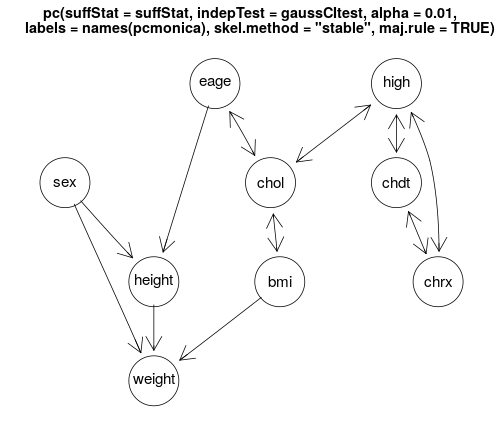 pc(suffStat = suffStat, indepTest = gaussCItest, alpha = 0.01,
labels = names(pcmonica), skel.method = "stable", maj.rule = TRUE)
eage
high
sex
chol
chdt
height
bmi
chrx
weight